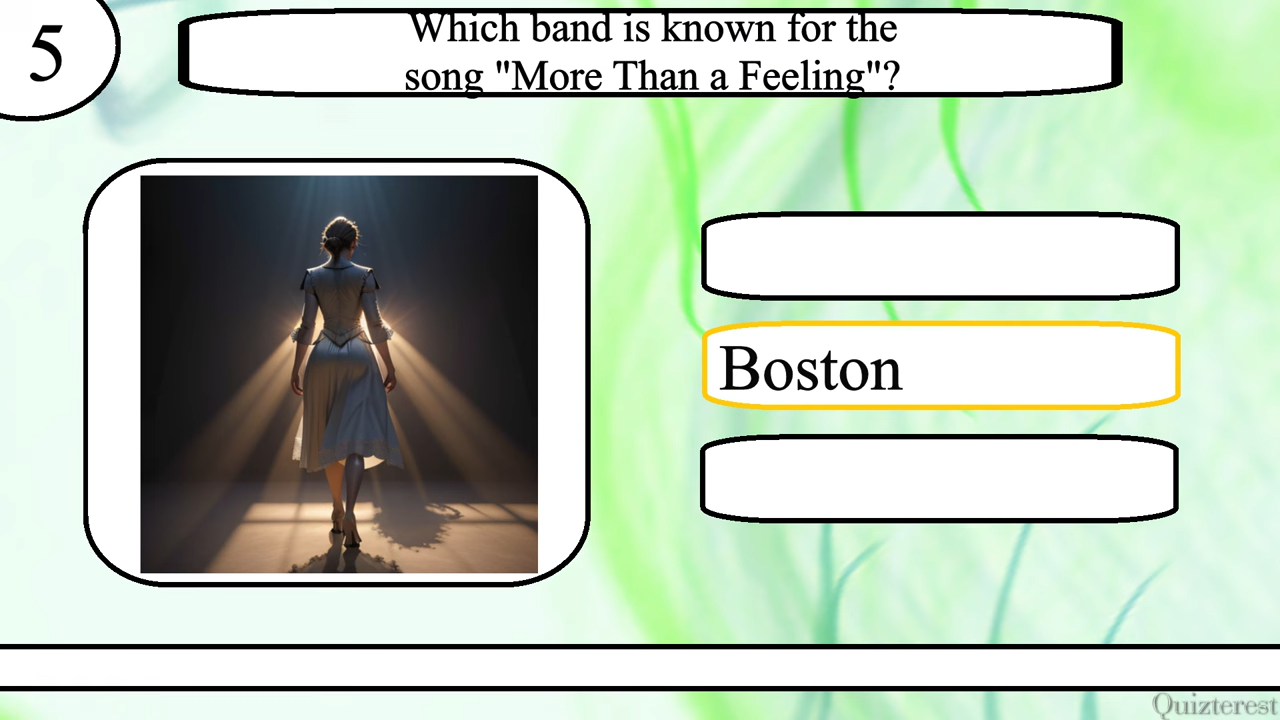 5
Which band is known for the
song "More Than a Feeling"?
Boston
Quizterest